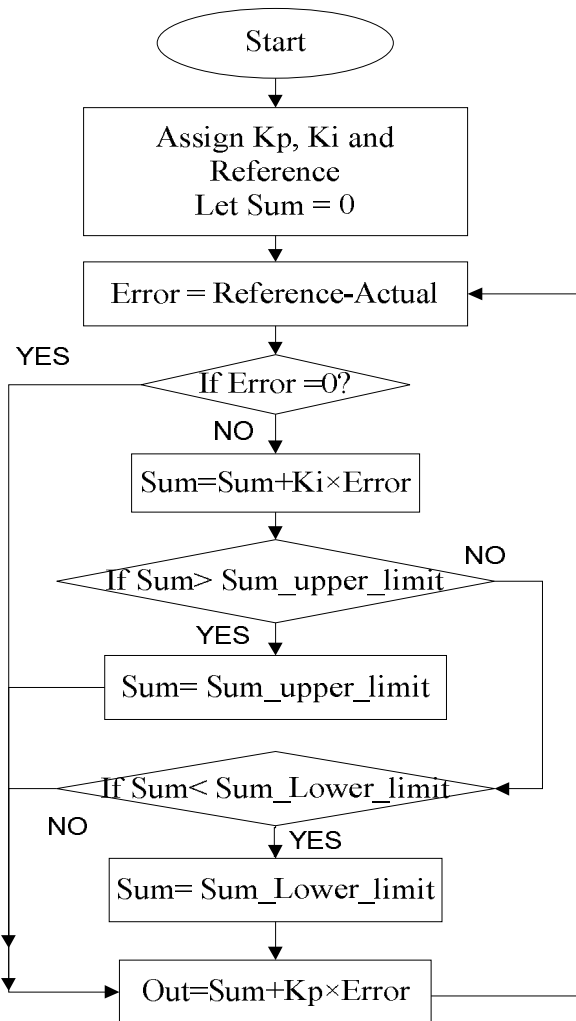 Start
Assign Kp, Ki and
Reference
Let Sum = 0
Error = Reference-Actual
YES
If Error =0?
NO
Sum=Sum+Ki×Error
NO
If Sum> Sum_upper_limit
YES
Sum= Sum_upper_limit
If Sum< Sum_Lower_limit
NO
YES
Sum= Sum_Lower_limit
Out=Sum+Kp×Error